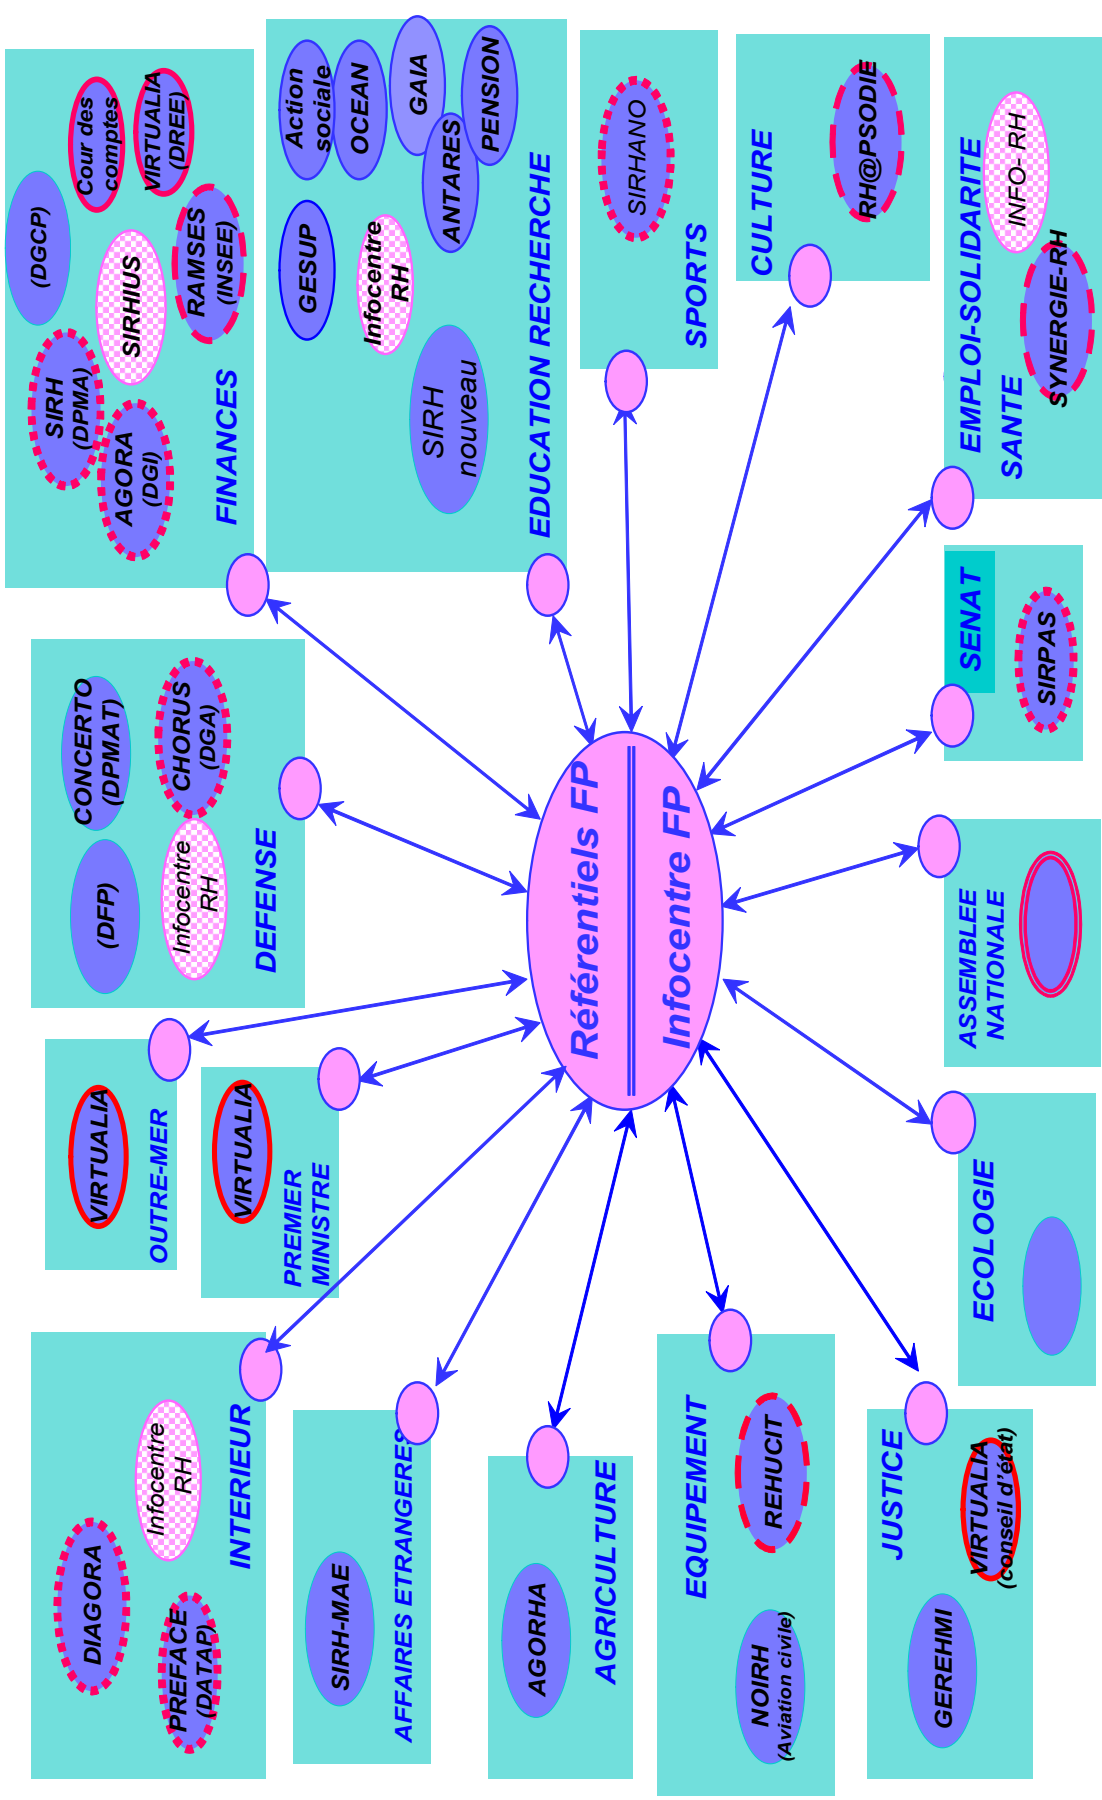 INTERIEUR
DIAGORA
PREFACE
(DATAP)
Infocentre
RH
OUTRE-MER
VIRTUALIA
PREMIER
MINISTRE
VIRTUALIA
DEFENSE
CONCERTO
(DPMAT)
(DFP)
CHORUS
(DGA)
Infocentre
RH
FINANCES
(DGCP)
SIRH
(DPMA)
AGORA
(DGI)
Cour des
comptes
SIRHIUS
VIRTUALIA
(DREE)
RAMSES
(INSEE)
EDUCATION RECHERCHE
Action
sociale
OCEAN
GAIA
ANTARES
PENSION
GESUP
Infocentre
RH
SIRH
nouveau
SPORTS
SIRHANO
CULTURE
RH@PSODIE
EMPLOI-SOLIDARITE
SANTE
INFO- RH
SYNERGIE-RH
SENAT
SIRPAS
ASSEMBLEE
NATIONALE
ECOLOGIE
JUSTICE
VIRTUALIA
(conseil d’état)
GEREHMI
EQUIPEMENT
REHUCIT
NOIRH
(Aviation civile)
AGRICULTURE
AGORHA
AFFAIRES ETRANGERES
SIRH-MAE
Référentiels FP
Infocentre FP